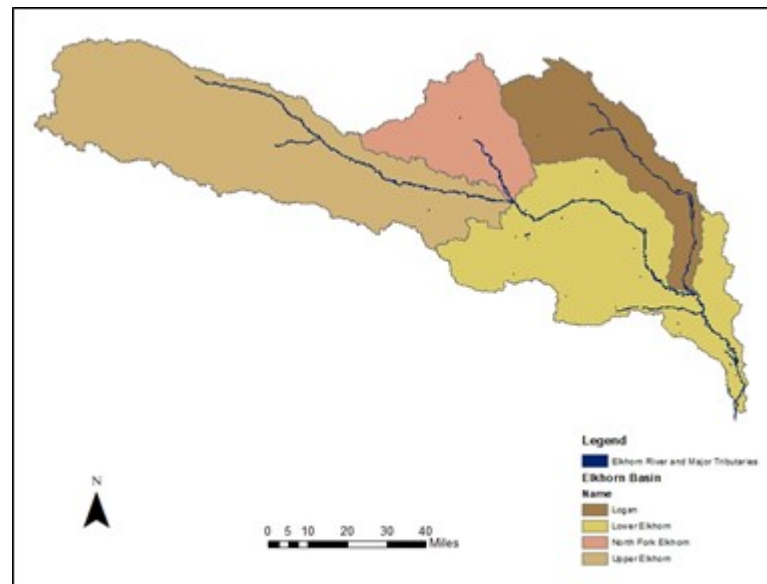 Legend
Elkhorn River and Major Tributaries
Elkhorn Basin
Name
Logan
Lower Elkhorn
North Fork Elkhorn
Upper Elkhorn
N
0 5 10 20 30 40
Miles